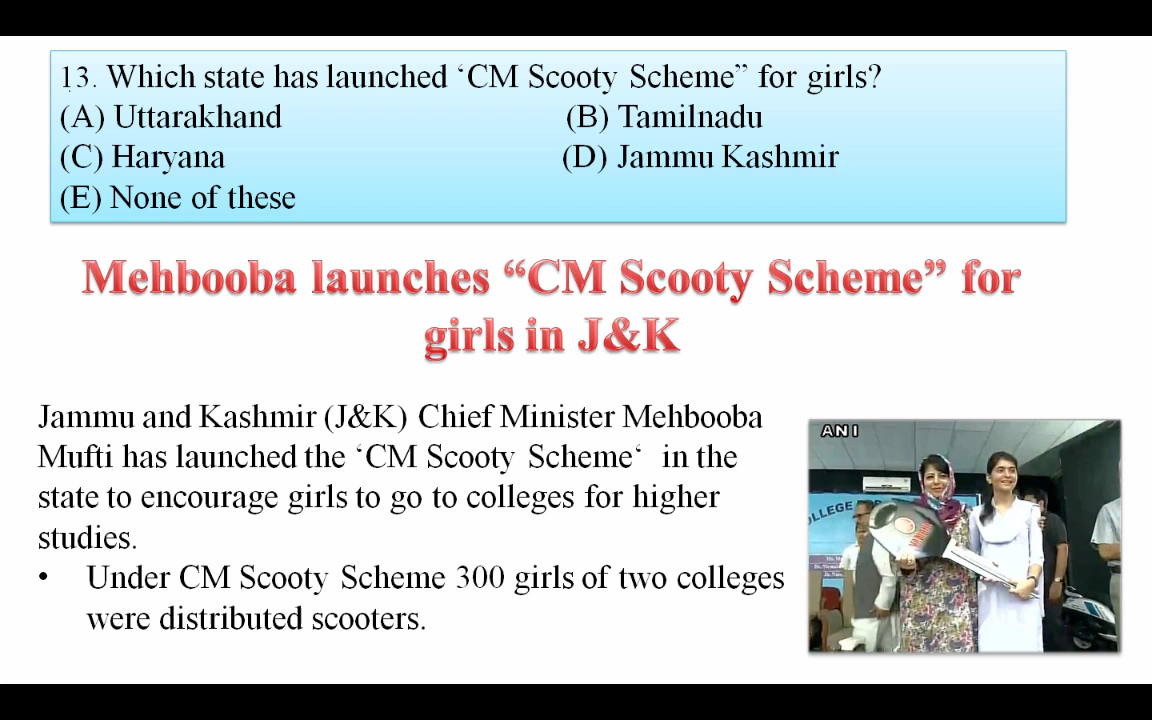 13. Which state has launched ‘CM Scooty Scheme” for girls?
(A) Uttarakhand (B) Tamilnadu
(C) Haryana (D) Jammu Kashmir
(E) None of these
Mehbooba launches “CM Scooty Scheme” for
girls in J&K
Jammu and Kashmir (J&K) Chief Minister Mehbooba
Mufti has launched the ‘CM Scooty Scheme‘ in the
state to encourage girls to go to colleges for higher
studies.
• Under CM Scooty Scheme 300 girls of two colleges
were distributed scooters.
ANI
COLLEGE